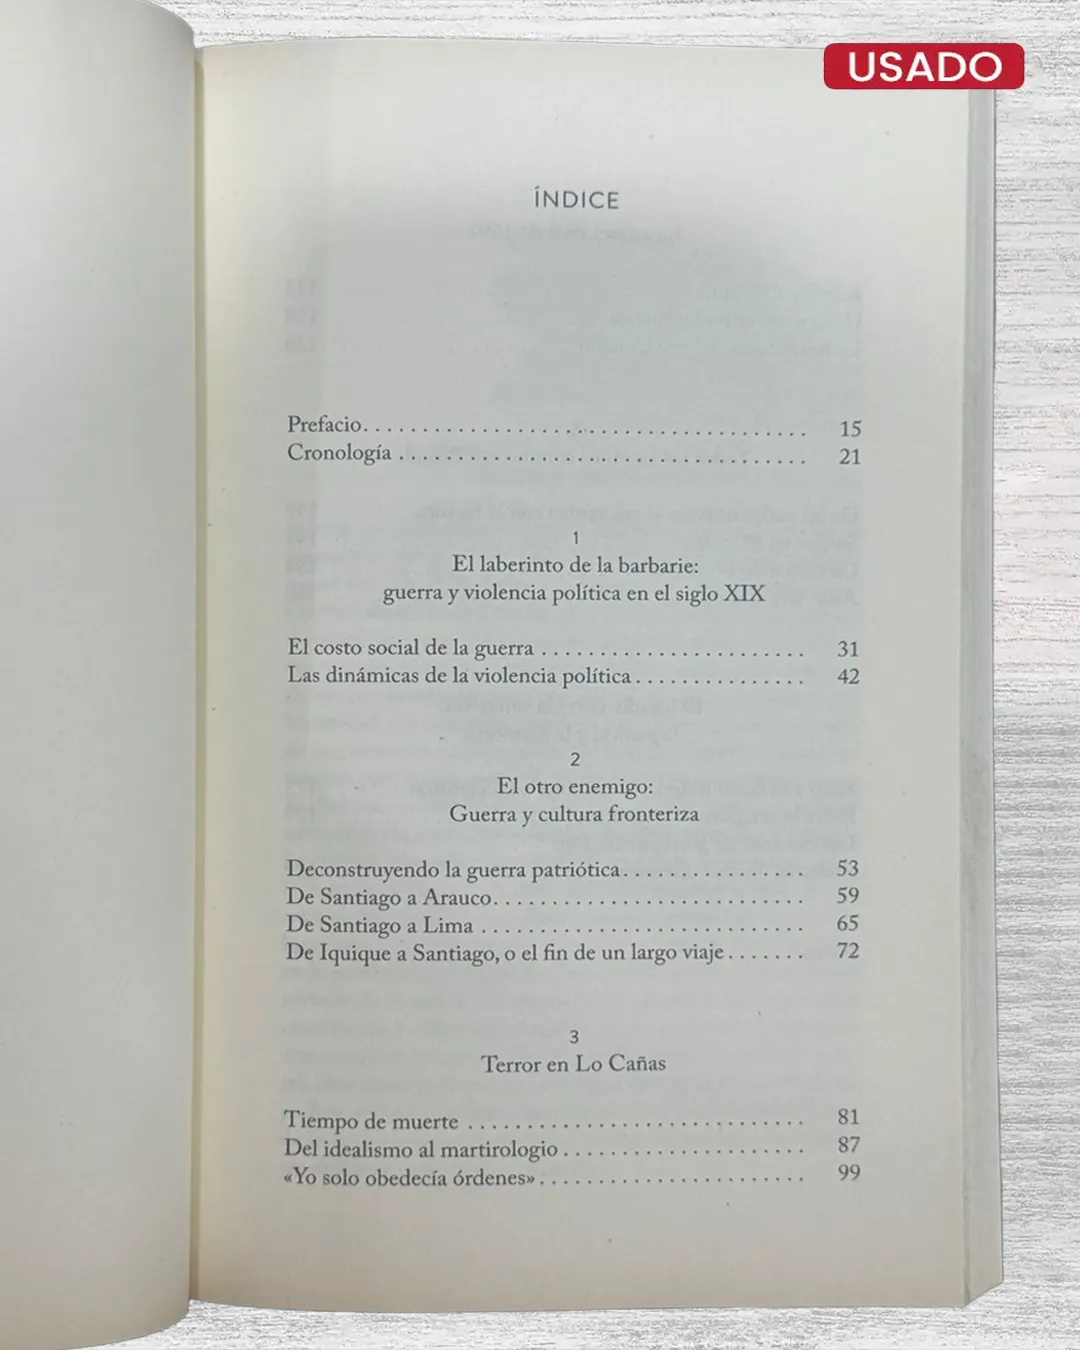 USADO
ÍNDICE
Prefacio. . . . . . . . . . . . . . . . . . . . . . . . . . . . . . . . . . . . . . 15
Cronología . . . . . . . . . . . . . . . . . . . . . . . . . . . . . . . . . . . 21
1
El laberinto de la barbarie:
guerra y violencia política en el siglo XIX
El costo social de la guerra . . . . . . . . . . . . . . . . . . . . . . . 31
Las dinámicas de la violencia política . . . . . . . . . . . . . . . 42
2
El otro enemigo:
Guerra y cultura fronteriza
Deconstruyendo la guerra patriótica. . . . . . . . . . . . . . . . 53
De Santiago a Arauco. . . . . . . . . . . . . . . . . . . . . . . . . . . 59
De Santiago a Lima . . . . . . . . . . . . . . . . . . . . . . . . . . . . 65
De Iquique a Santiago, o el fin de un largo viaje . . . . . . . 72
3
Terror en Lo Cañas
Tiempo de muerte . . . . . . . . . . . . . . . . . . . . . . . . . . . . . 81
Del idealismo al martirologio . . . . . . . . . . . . . . . . . . . . . 87
«Yo solo obedecía órdenes» . . . . . . . . . . . . . . . . . . . . . . . 99